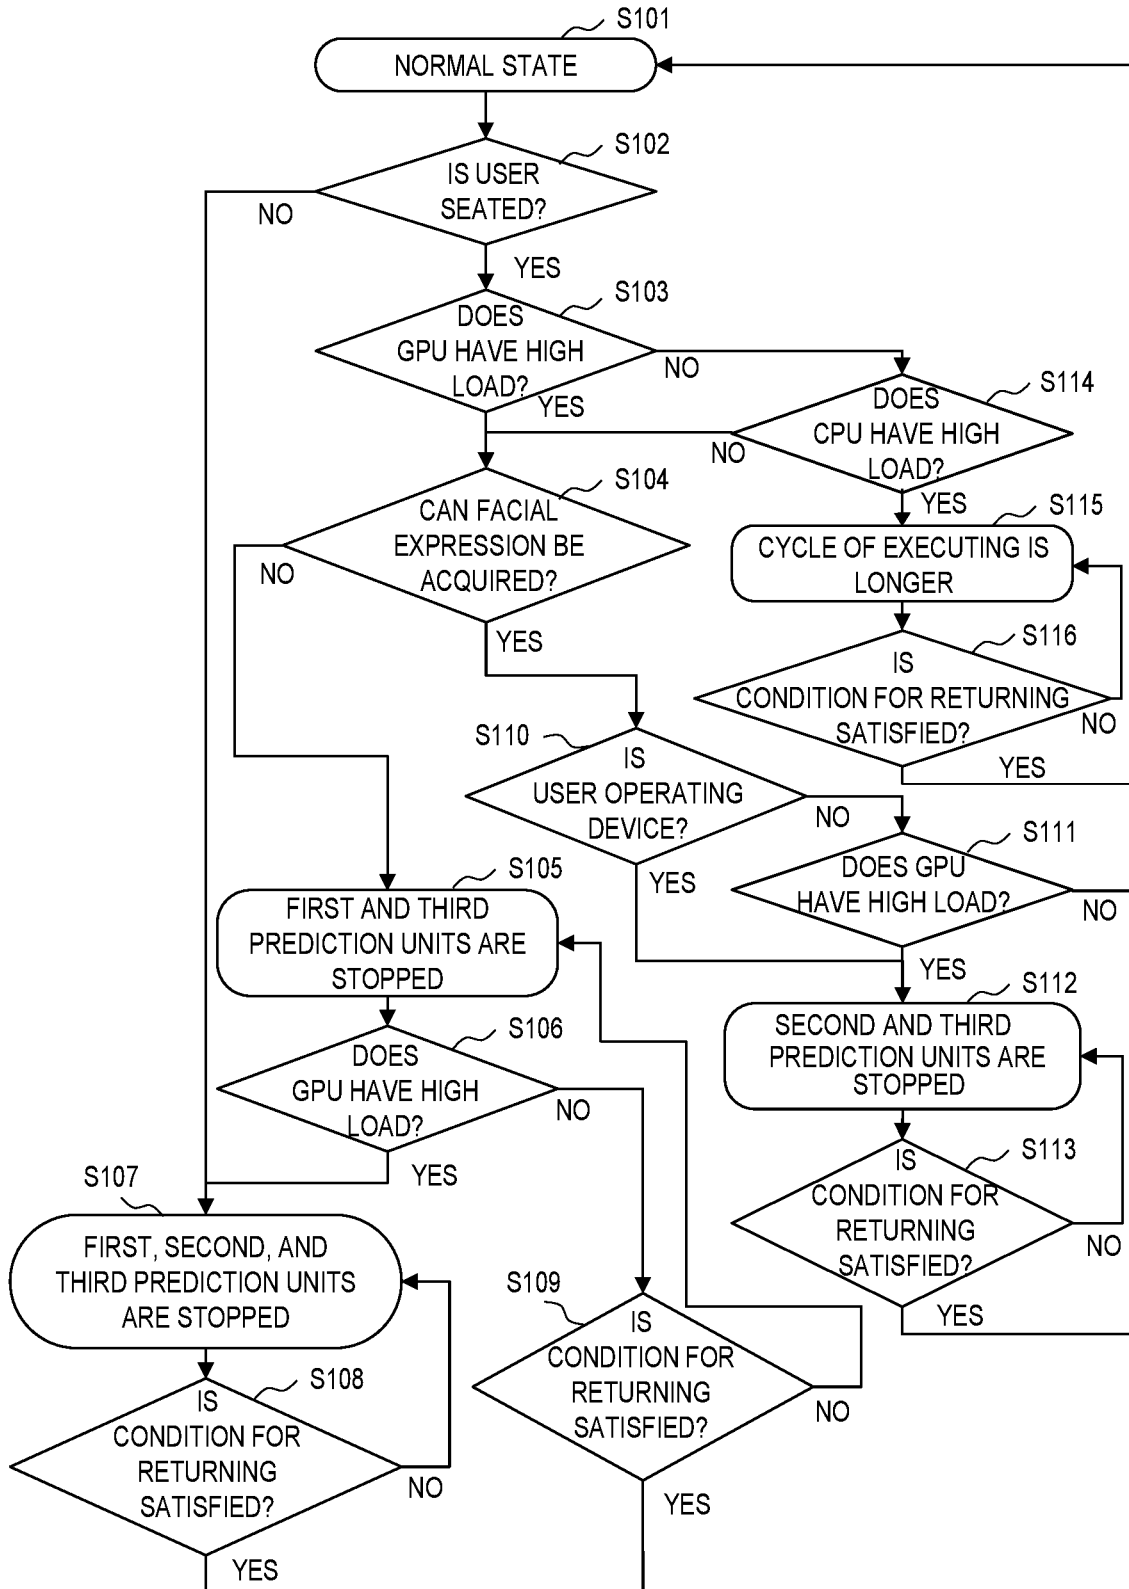 S101
NORMAL STATE
S102
IS USER
SEATED?
NO
YES
S103
DOES
GPU HAVE HIGH
LOAD?
NO
YES
S114
DOES
CPU HAVE HIGH
LOAD?
NO
YES
S104
CAN FACIAL
EXPRESSION BE
ACQUIRED?
NO
YES
S115
CYCLE OF EXECUTING IS
LONGER
S116
IS
CONDITION FOR RETURNING
SATISFIED?
NO
YES
S110
IS
USER OPERATING
DEVICE?
NO
YES
S111
DOES GPU
HAVE HIGH LOAD?
NO
YES
S105
FIRST AND THIRD
PREDICTION UNITS ARE
STOPPED
S112
SECOND AND THIRD
PREDICTION UNITS ARE
STOPPED
S106
DOES
GPU HAVE HIGH
LOAD?
NO
YES
S113
IS
CONDITION FOR
RETURNING
SATISFIED?
NO
YES
S107
FIRST, SECOND, AND
THIRD PREDICTION UNITS
ARE STOPPED
S109
IS
CONDITION FOR
RETURNING
SATISFIED?
NO
YES
S108
IS
CONDITION FOR
RETURNING
SATISFIED?
NO
YES